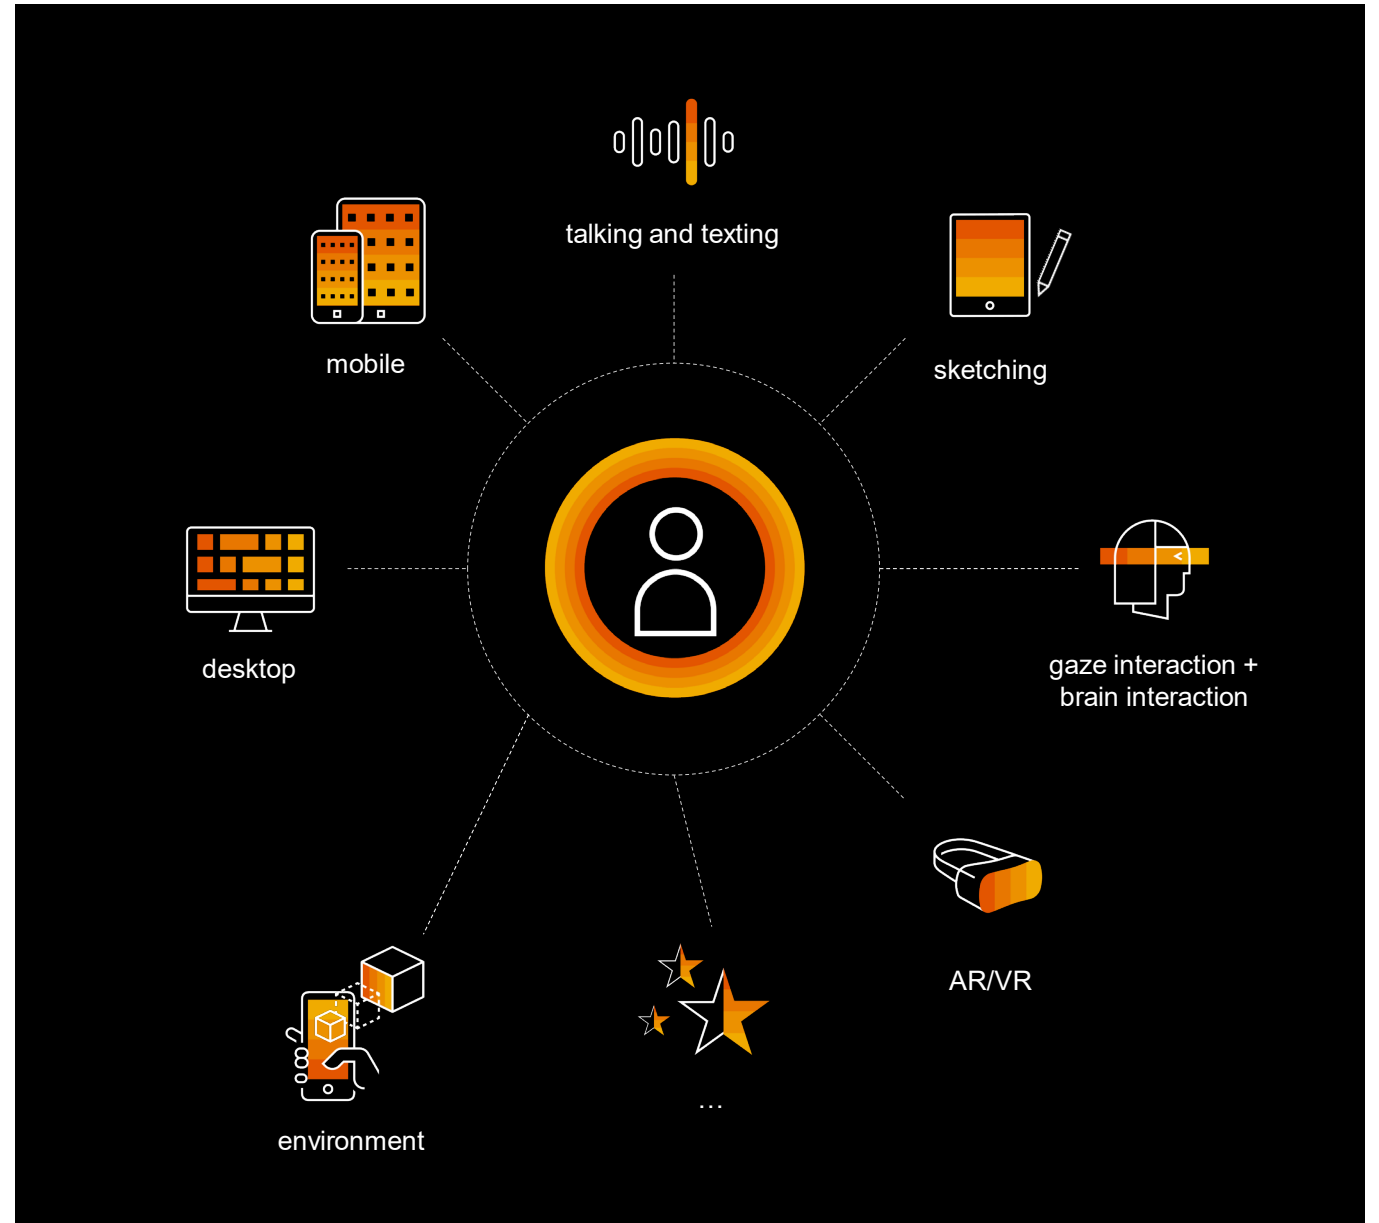 talking and texting
mobile
sketching
desktop
gaze interaction +
brain interaction
AR/VR
...
environment